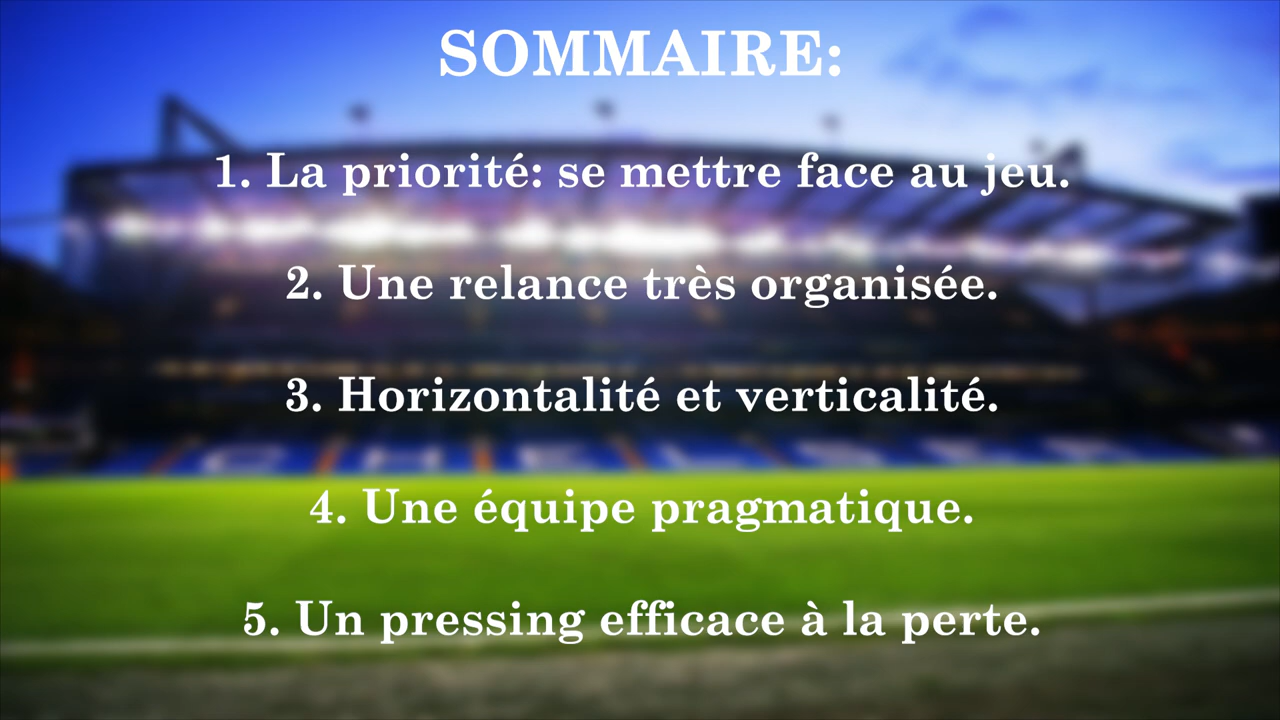 SOMMAIRE:
1. La priorité: se mettre face au jeu.
2. Une relance très organisée.
3. Horizontalité et verticalité.
4. Une équipe pragmatique.
5. Un pressing efficace à la perte.
CHELSEA